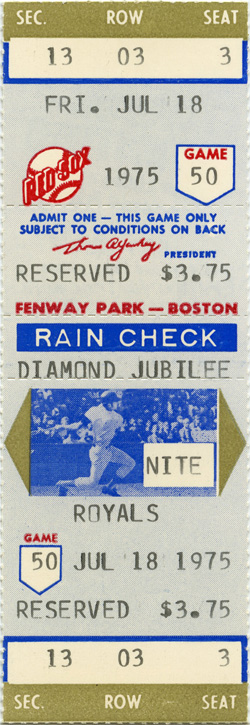 SEC. ROW SEAT
13 03 3
FRI. JUL 18
RED SOX
1975
GAME
50
ADMIT ONE — THIS GAME ONLY
SUBJECT TO CONDITIONS ON BACK
PRESIDENT
RESERVED $3.75
FENWAY PARK — BOSTON
RAIN CHECK
DIAMOND JUBILEE
NITE
ROYALS
GAME
50 JUL 18 1975
RESERVED $3.75
13 03 3
SEC. ROW SEAT